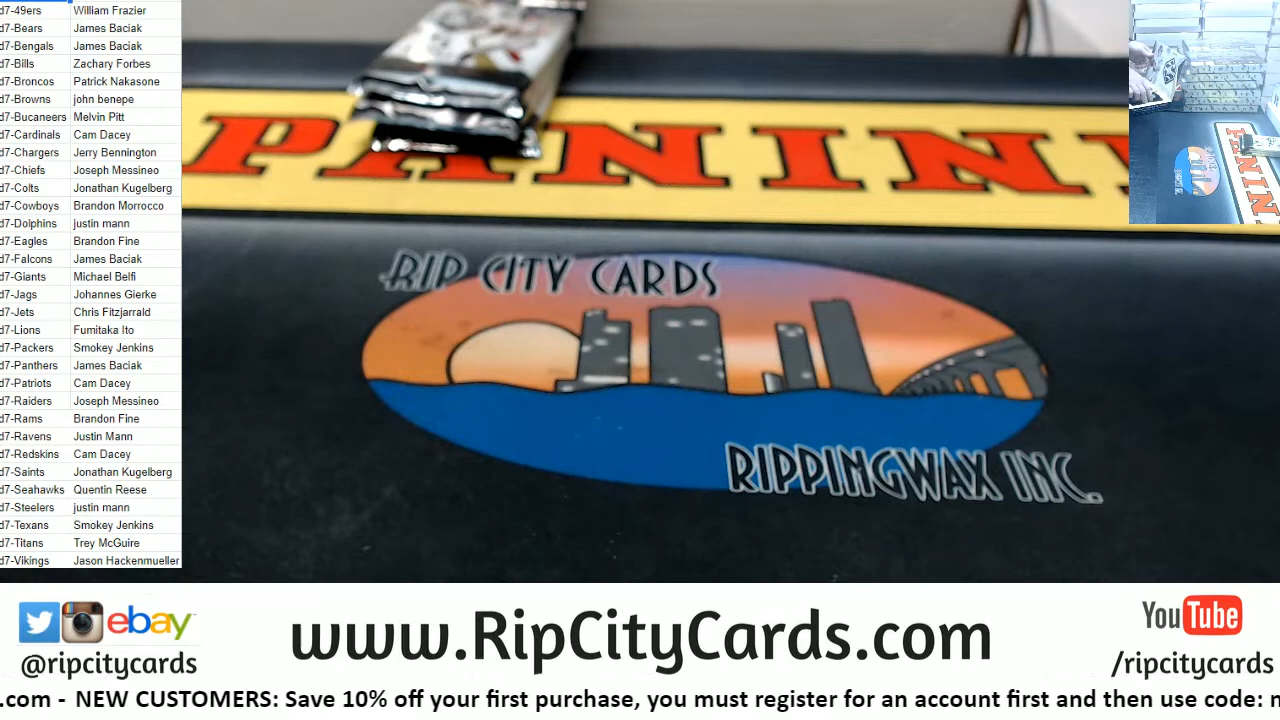 d7-49ers William Frazier
d7-Bears James Baciak
d7-Bengals James Baciak
d7-Bills Zachary Forbes
d7-Broncos Patrick Nakasone
d7-Browns john benepe
d7-Bucaneers Melvin Pitt
d7-Cardinals Cam Dacey
d7-Chargers Jerry Bennington
d7-Chiefs Joseph Messineo
d7-Colts Jonathan Kugelberg
d7-Cowboys Brandon Morrocco
d7-Dolphins justin mann
d7-Eagles Brandon Fine
d7-Falcons James Baciak
d7-Giants Michael Belfi
d7-Jags Johannes Gierke
d7-Jets Chris Fitzjarrald
d7-Lions Fumitaka Ito
d7-Packers Smokey Jenkins
d7-Panthers James Baciak
d7-Patriots Cam Dacey
d7-Raiders Joseph Messineo
d7-Rams Brandon Fine
d7-Ravens Justin Mann
d7-Redskins Cam Dacey
d7-Saints Jonathan Kugelberg
d7-Seahawks Quentin Reese
d7-Steelers justin mann
d7-Texans Smokey Jenkins
d7-Titans Trey McGuire
d7-Vikings Jason Hackenmueller
PANINI
RIP CITY CARDS
RIPPINGWAX INC.
ebay
@ripcitycards
www.RipCityCards.com
YouTube
/ripcitycards
.com - NEW CUSTOMERS: Save 10% off your first purchase, you must register for an account first and then use code: n